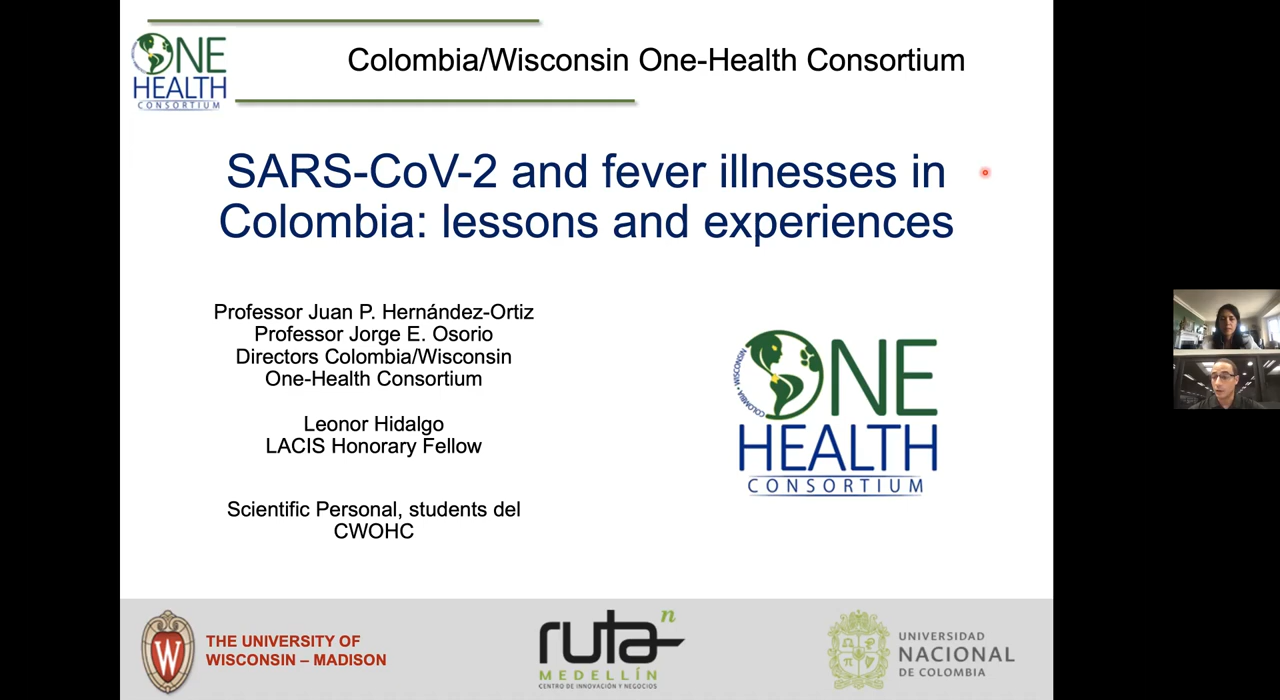 ONE
HEALTH
CONSORTIUM
Colombia/Wisconsin One-Health Consortium
SARS-CoV-2 and fever illnesses in
Colombia: lessons and experiences
Professor Juan P. Hernández-Ortiz
Professor Jorge E. Osorio
Directors Colombia/Wisconsin
One-Health Consortium
Leonor Hidalgo
LACIS Honorary Fellow
Scientific Personal, students del
CWOHC
COLOMBIA • WISCONSIN
ONE
HEALTH
CONSORTIUM
W
THE UNIVERSITY OF
WISCONSIN – MADISON
ruta n
MEDELLÍN
CENTRO DE INNOVACIÓN Y NEGOCIOS
UNIVERSIDAD
NACIONAL
DE COLOMBIA